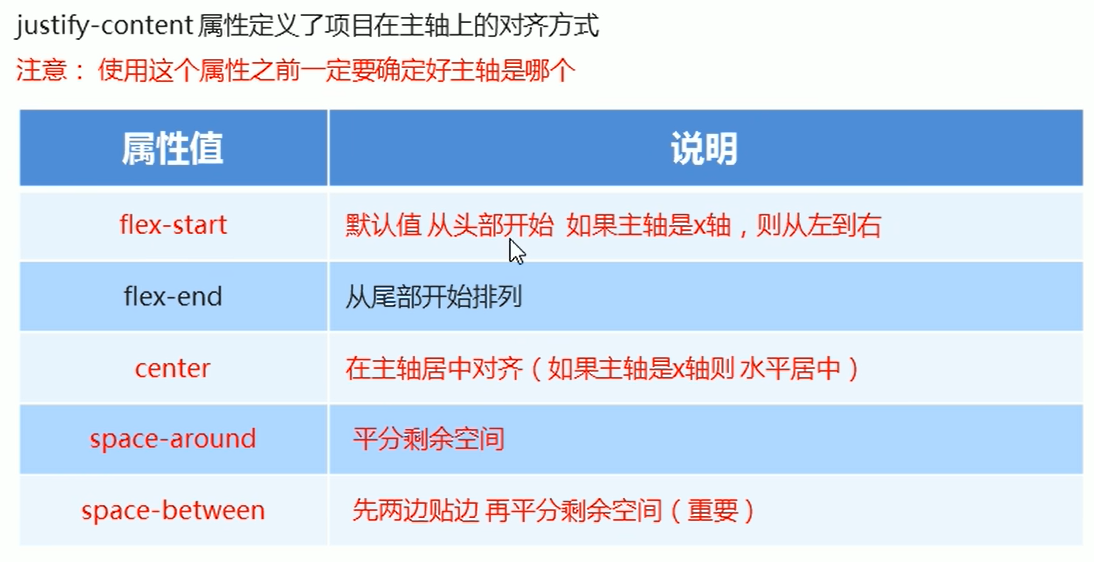 justify-content 属性定义了项目在主轴上的对齐方式
注意： 使用这个属性之前一定要确定好主轴是哪个
属性值 说明
flex-start 默认值 从头部开始 如果主轴是x轴，则从左到右
flex-end 从尾部开始排列
center 在主轴居中对齐（如果主轴是x轴则 水平居中）
space-around 平分剩余空间
space-between 先两边贴边 再平分剩余空间（重要）